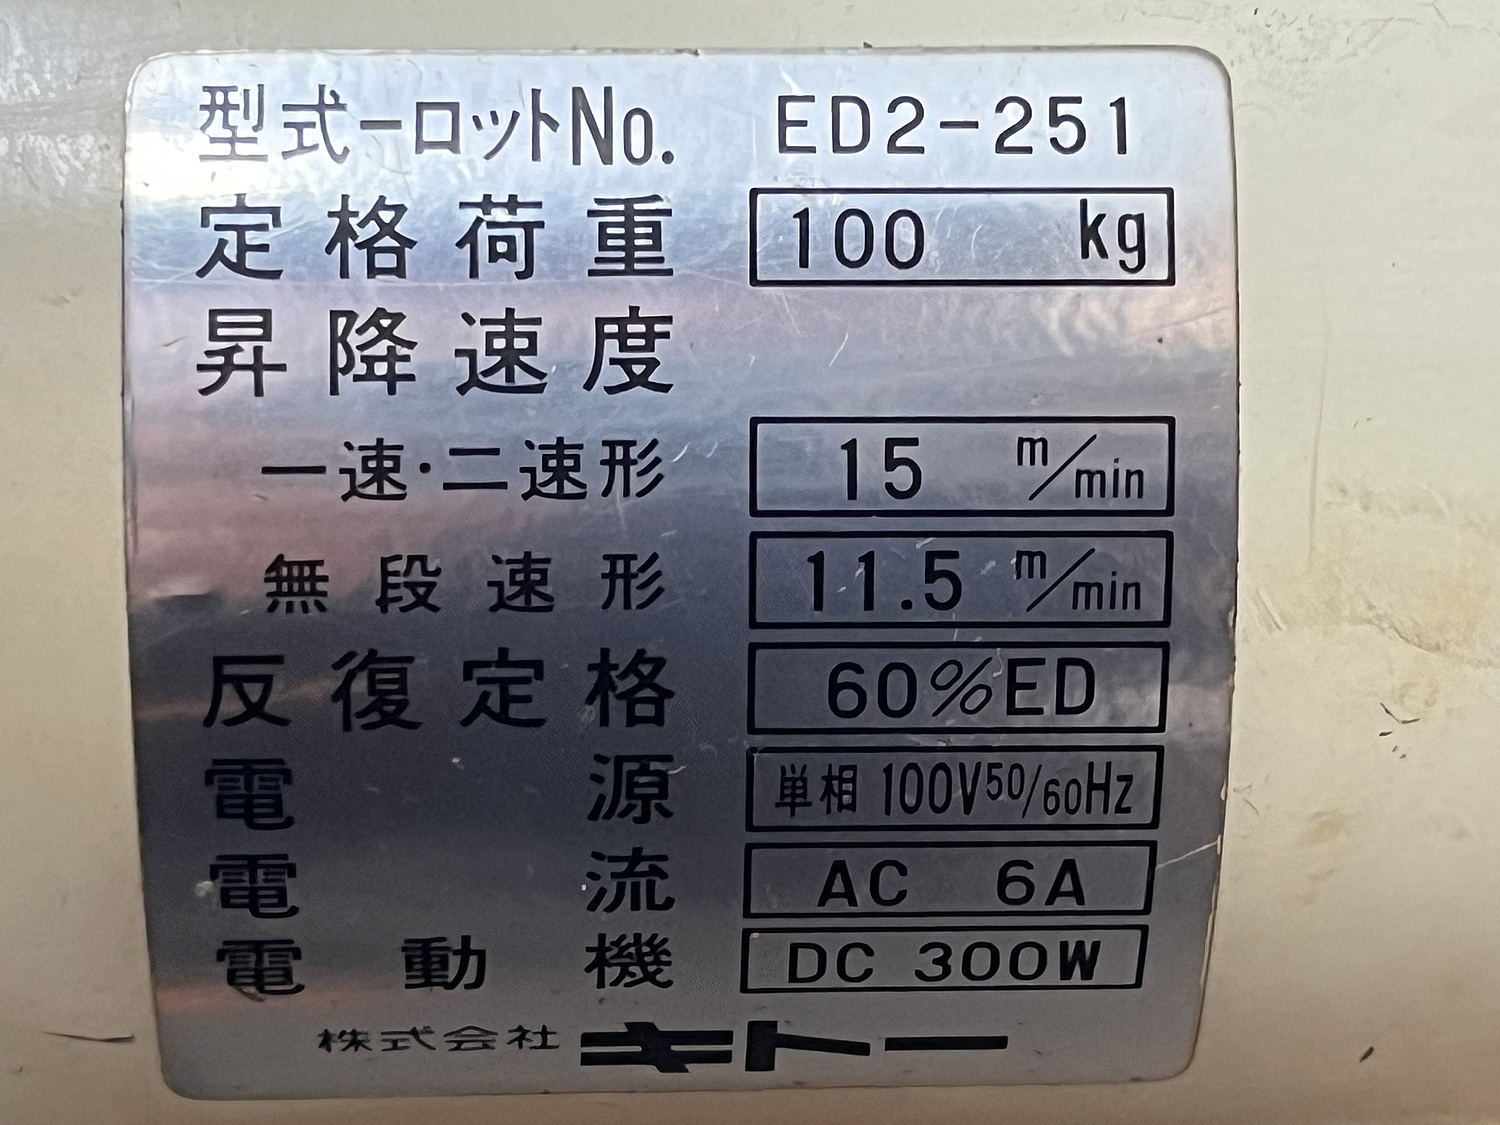 型式-ロットNo. ED2-251
定格荷重 100 kg
昇降速度
一速·二速形 15 m/min
無段速形 11.5 m/min
反復定格 60%ED
電源 単相 100V50/60Hz
電流 AC 6A
電動機 DC 300W
株式会社 キトー